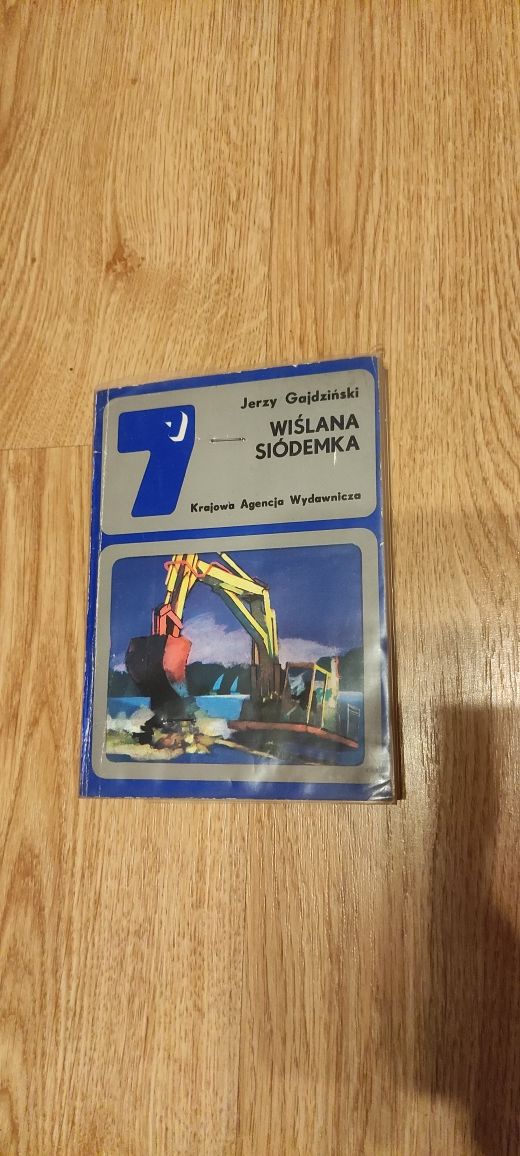 Jerzy Gajdziński
WIŚLANA
SIÓDEMKA
7
Krajowa Agencja Wydawnicza